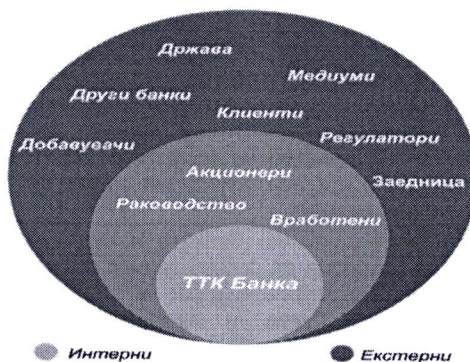 Држава
Медиуми
Други банки
Клиенти
Регулатори
Добавувачи
Акционери
Заедница
Раководство
Вработени
ТТК Банка
Интерни
Екстерни